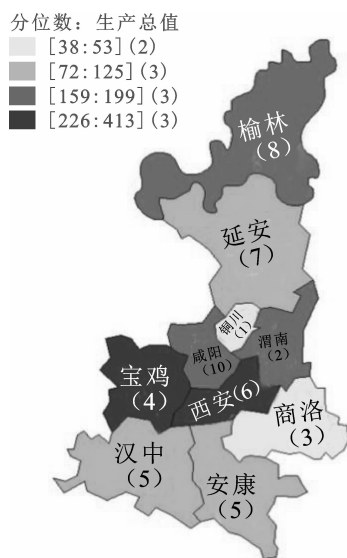 分位数：生产总值
[38:53](2)
[72:125](3)
[159:199](3)
[226:413](3)
榆林
(8)
延安
(7)
铜川
(1)
咸阳
(10)
渭南
(2)
宝鸡
(4)
西安(6)
商洛
(3)
汉中
(5)
安康
(5)